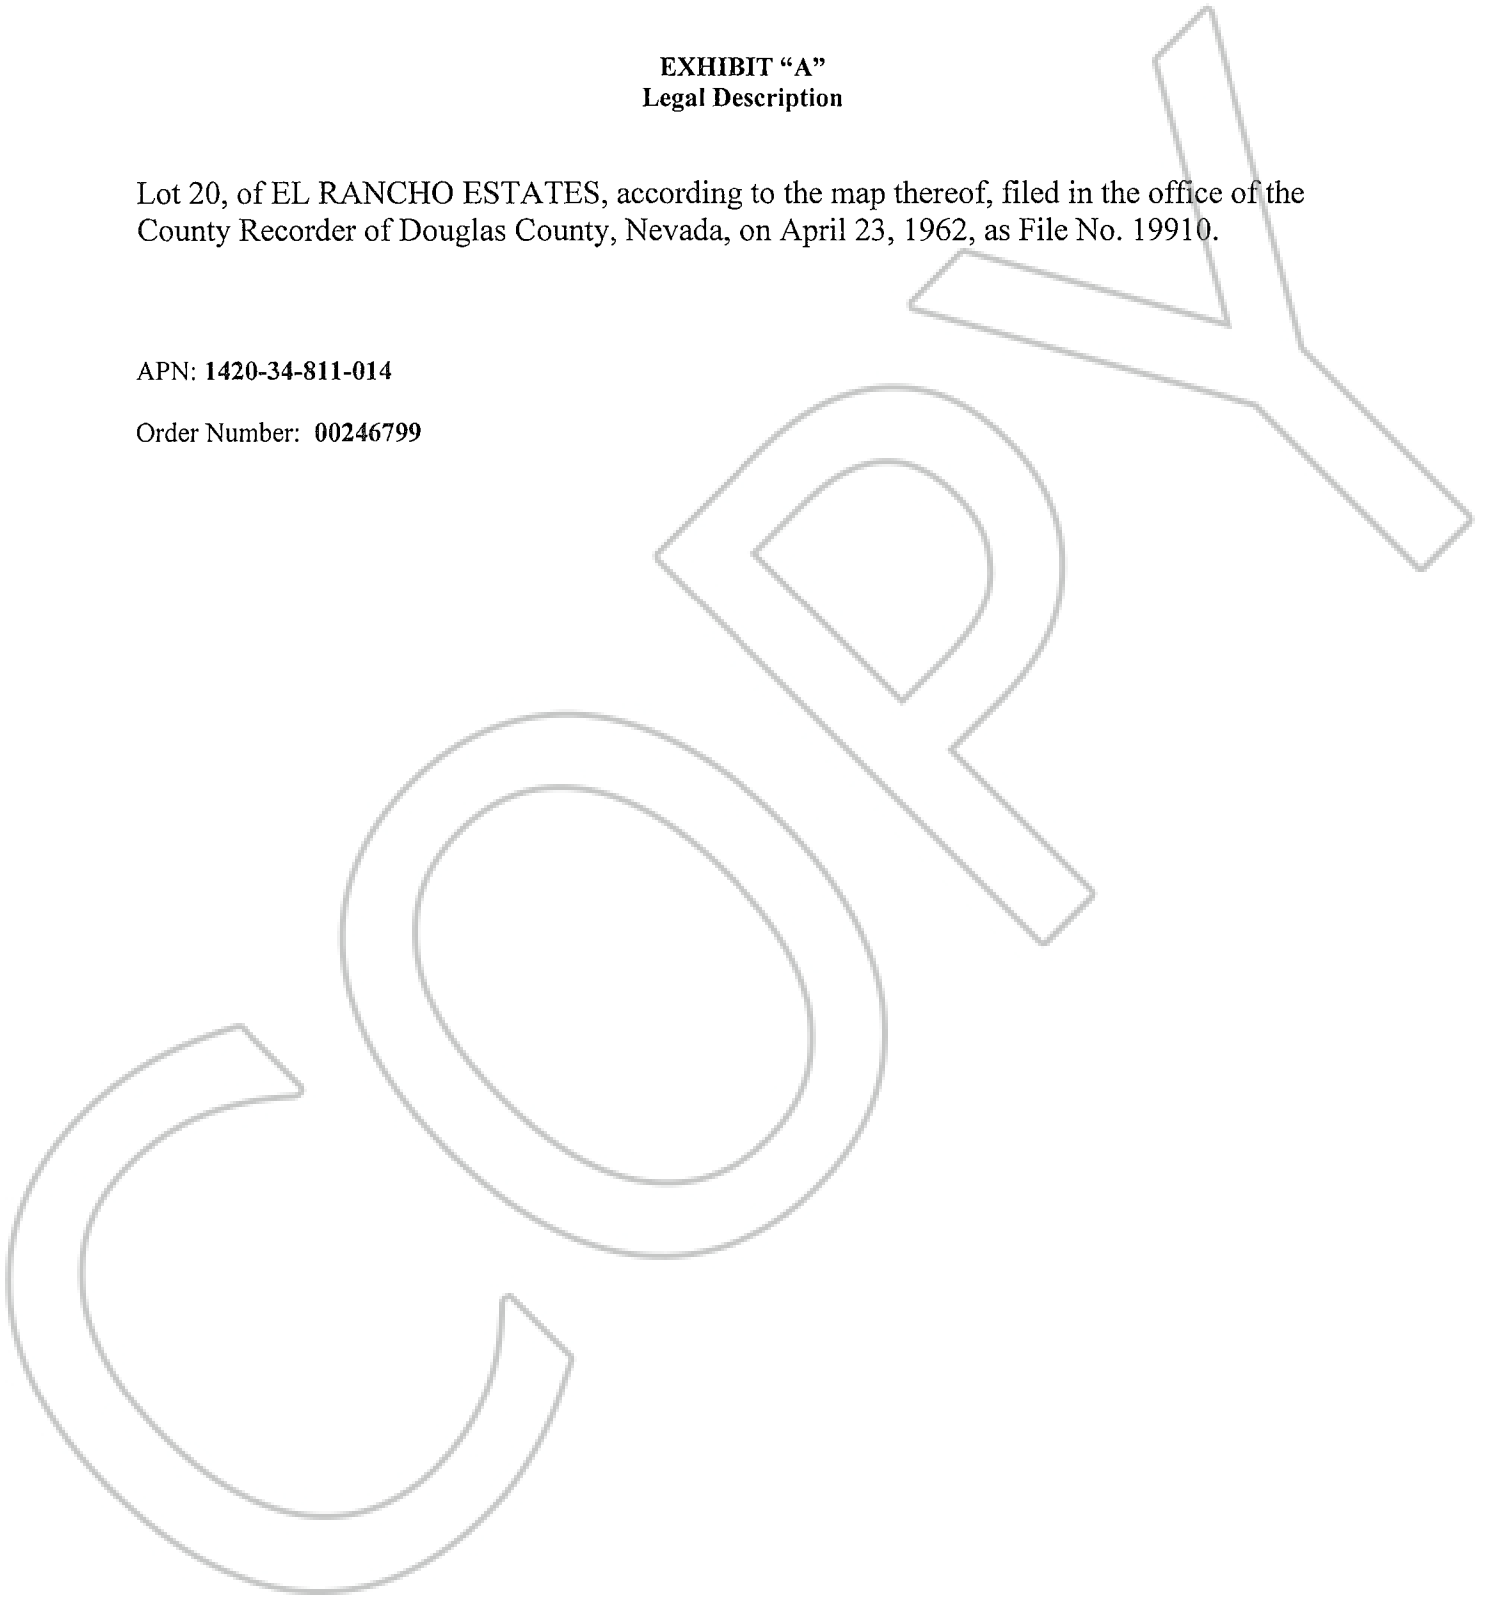 EXHIBIT “A”
Legal Description
Lot 20, of EL RANCHO ESTATES, according to the map thereof, filed in the office of the
County Recorder of Douglas County, Nevada, on April 23, 1962, as File No. 19910.
APN: 1420-34-811-014
Order Number: 00246799
COPY